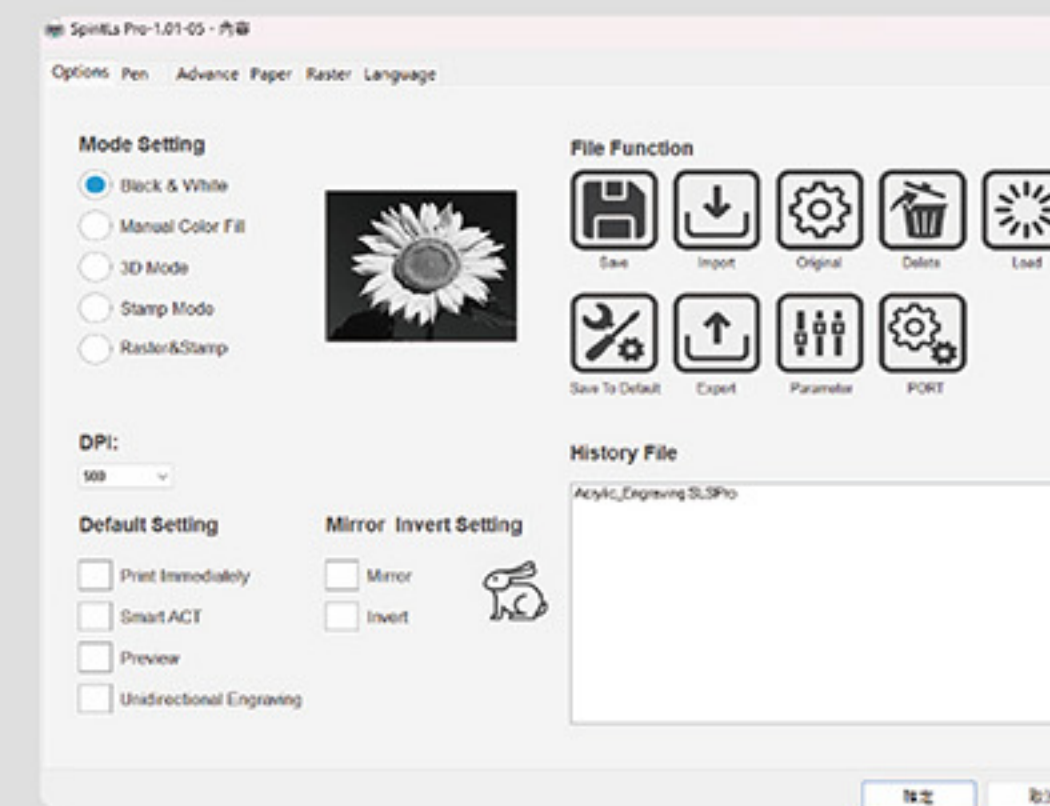 SpiritLs Pro-1.01-05 - 內容
Options Pen Advance Paper Raster Language
Mode Setting
Black & White
Manual Color Fill
3D Mode
Stamp Mode
Raster&Stamp
DPI:
500
Default Setting
Print Immediately
Smart ACT
Preview
Unidirectional Engraving
Mirror Invert Setting
Mirror
Invert
File Function
Save Import Original Delete Load
Save To Default Export Parameter PORT
History File
Acrylic_Engraving.SLSIPro
確定